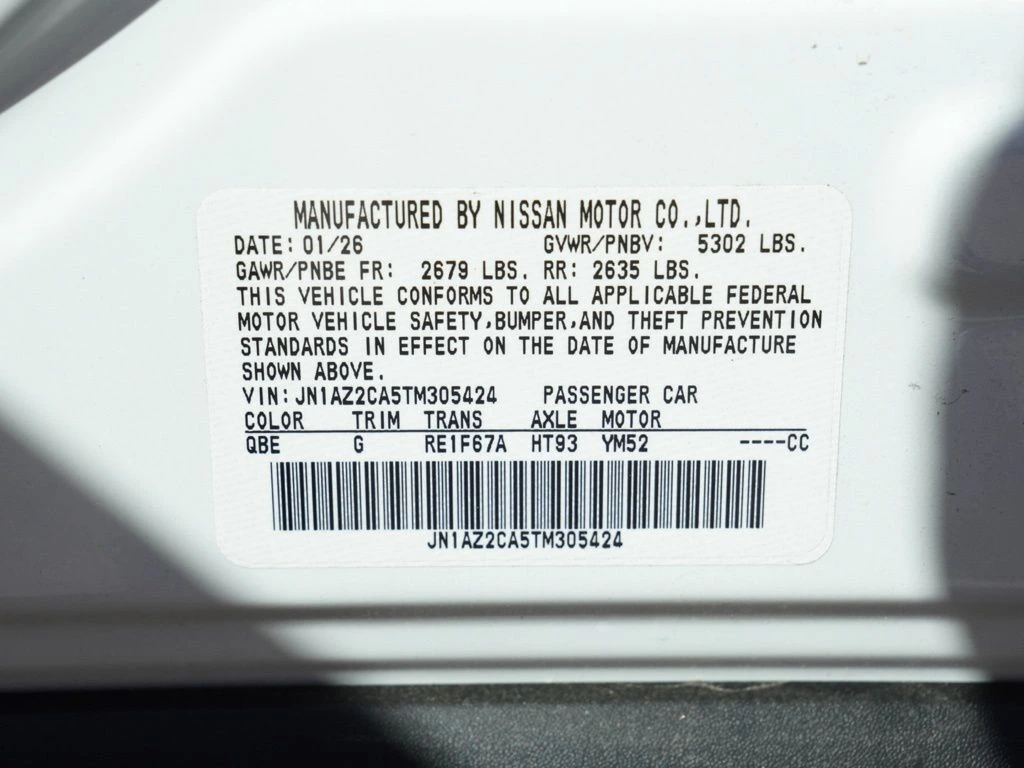 MANUFACTURED BY NISSAN MOTOR CO.,LTD.
DATE: 01/26 GVWR/PNBV: 5302 LBS.
GAWR/PNBE FR: 2679 LBS. RR: 2635 LBS.
THIS VEHICLE CONFORMS TO ALL APPLICABLE FEDERAL
MOTOR VEHICLE SAFETY,BUMPER,AND THEFT PREVENTION
STANDARDS IN EFFECT ON THE DATE OF MANUFACTURE
SHOWN ABOVE.
VIN: JN1AZ2CA5TM305424 PASSENGER CAR
COLOR TRIM TRANS AXLE MOTOR
QBE G RE1F67A HT93 YM52 ----CC
JN1AZ2CA5TM305424